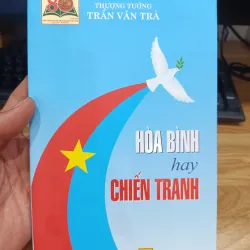 THƯỢNG TƯỚNG
TRẦN VĂN TRÀ
HÒA BÌNH
hay
CHIẾN TRANH